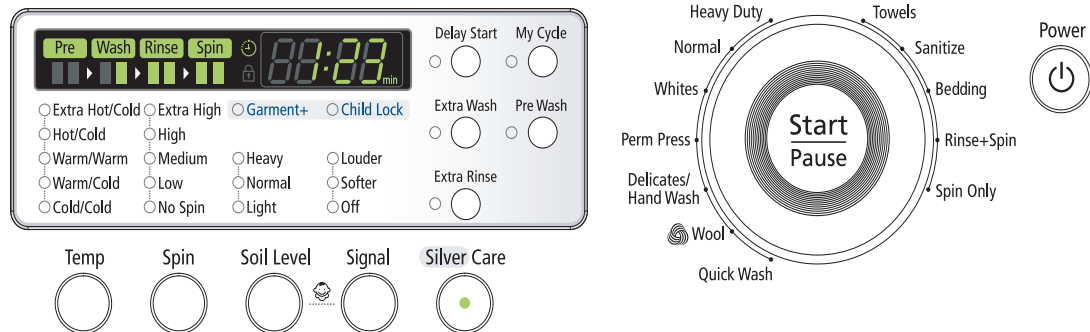 Pre Wash Rinse Spin
1:23 min
Extra Hot/Cold
Hot/Cold
Warm/Warm
Warm/Cold
Cold/Cold
Extra High
High
Medium
Low
No Spin
Garment+
Heavy
Normal
Light
Child Lock
Louder
Softer
Off
Delay Start
My Cycle
Extra Wash
Pre Wash
Extra Rinse
Temp
Spin
Soil Level
Signal
Silver Care
Heavy Duty
Normal
Whites
Perm Press
Delicates/
Hand Wash
Wool
Quick Wash
Towels
Sanitize
Bedding
Rinse+Spin
Spin Only
Start
Pause
Power